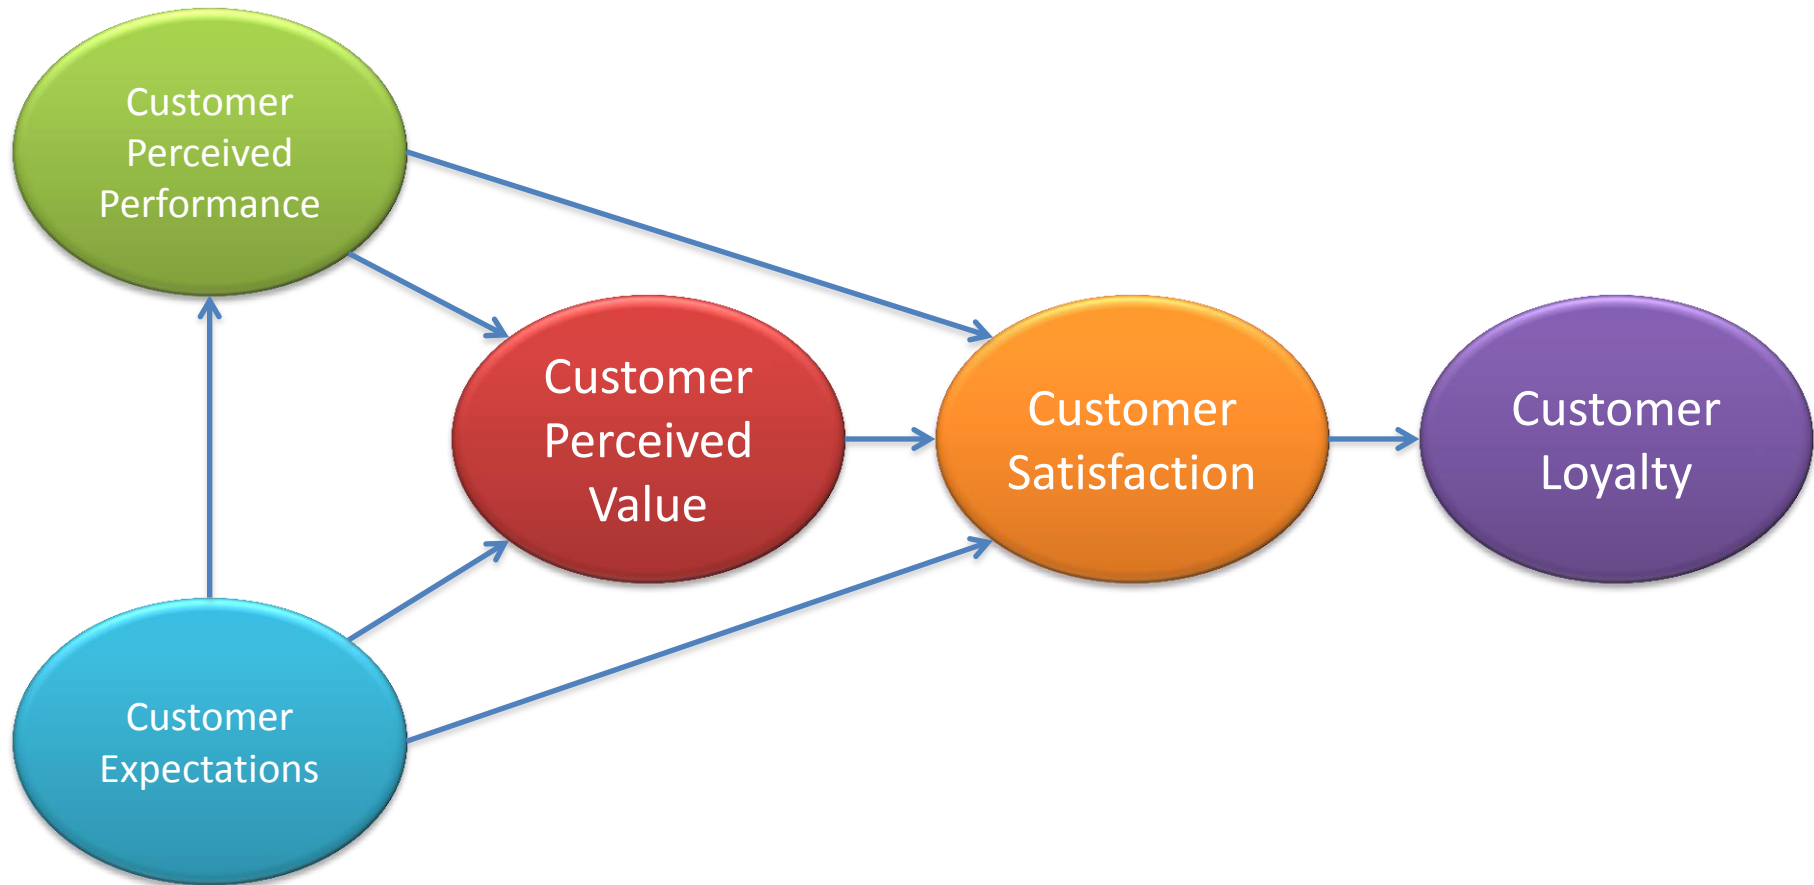 Customer
Perceived
Performance
Customer
Perceived
Value
Customer
Satisfaction
Customer
Loyalty
Customer
Expectations